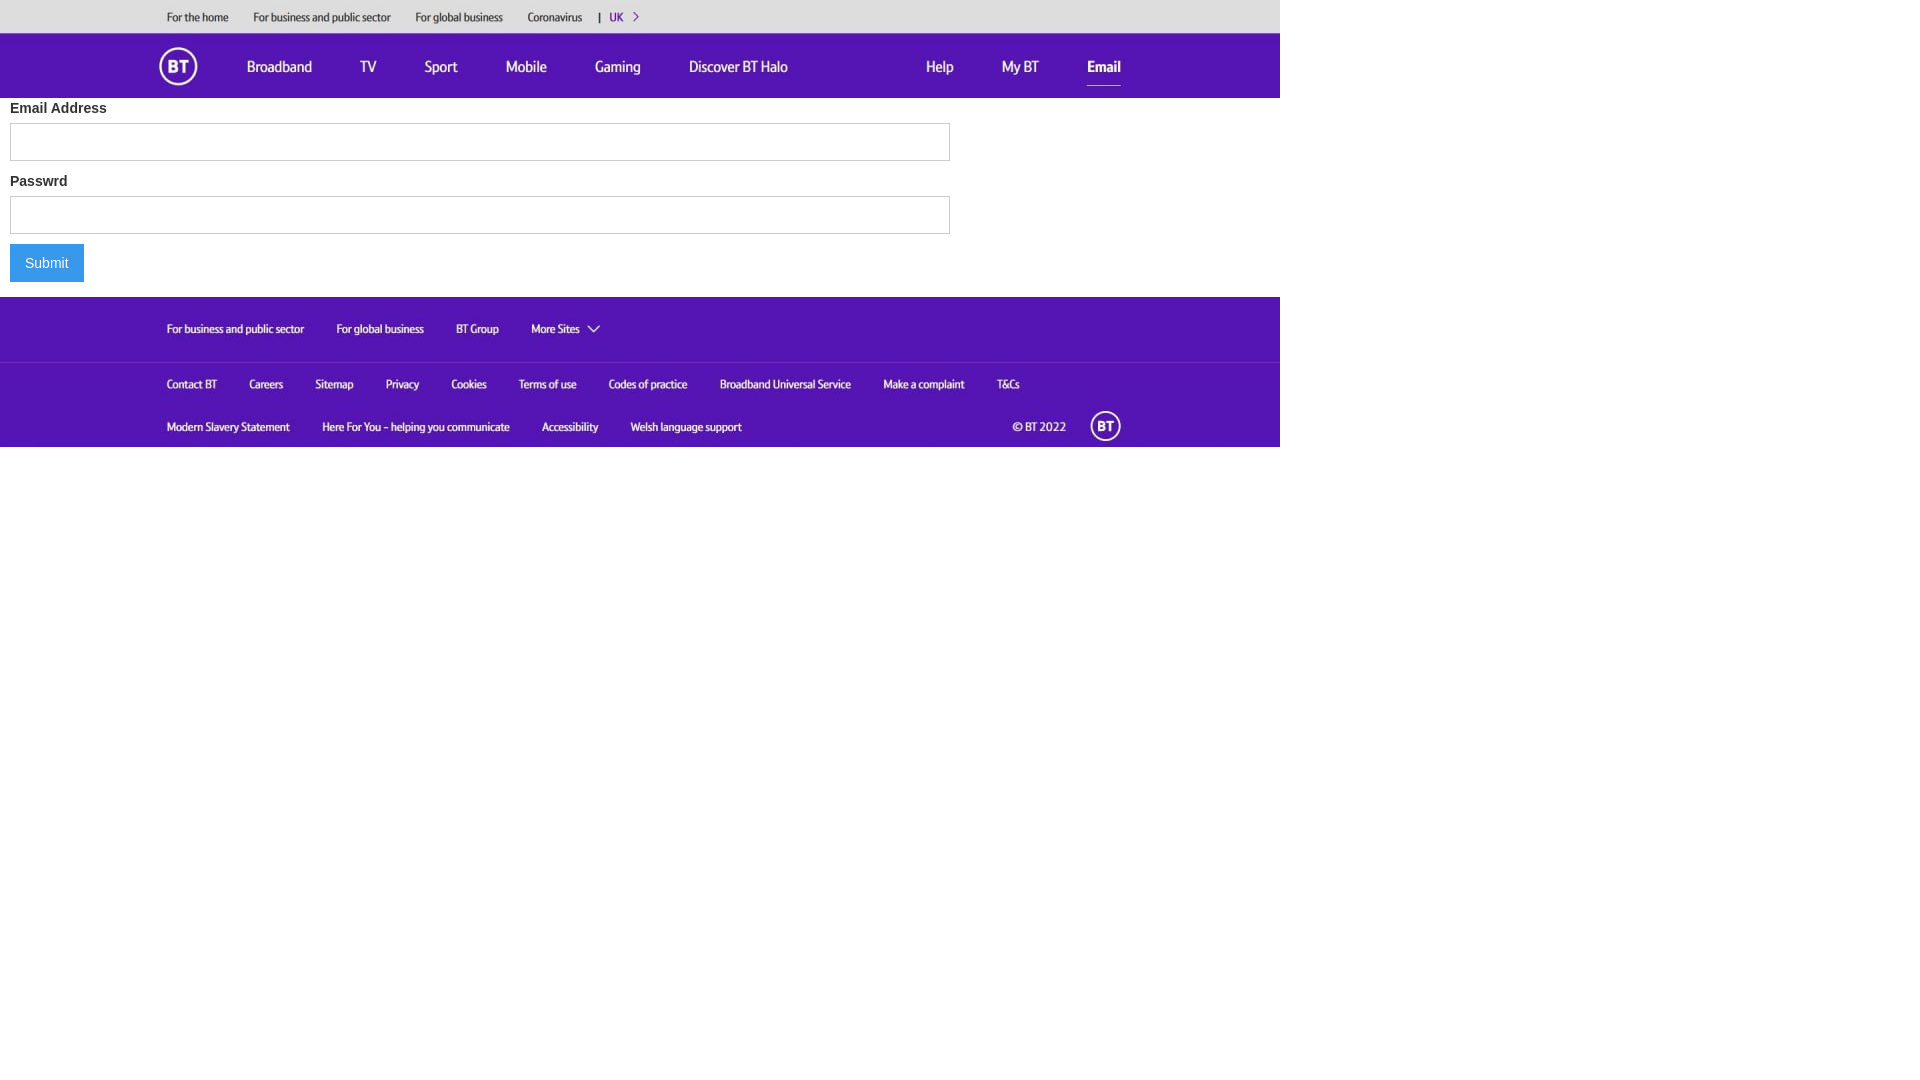 For the home For business and public sector For global business Coronavirus | UK
BT Broadband TV Sport Mobile Gaming Discover BT Halo Help My BT Email
Email Address
Passwrd
Submit
For business and public sector For global business BT Group More Sites
Contact BT Careers Sitemap Privacy Cookies Terms of use Codes of practice Broadband Universal Service Make a complaint T&Cs
Modern Slavery Statement Here For You - helping you communicate Accessibility Welsh language support © BT 2022 BT